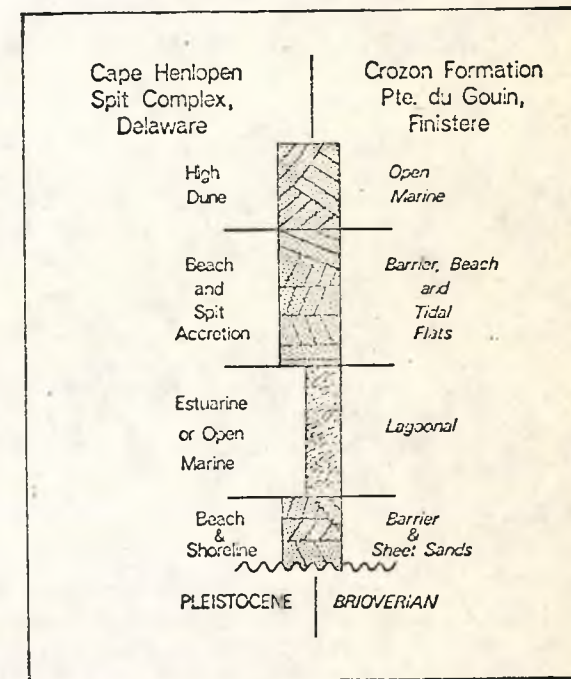 Cape Henlopen
Spit Complex,
Delaware
Crozon Formation
Pte. du Gouin,
Finistere
High
Dune
Open
Marine
Beach
and
Spit
Accretion
Barrier, Beach
and
Tidal
Flats
Estuarine
or Open
Marine
Lagoonal
Beach
&
Shoreline
Barrier
&
Sheet Sands
PLEISTOCENE
BRIOVERIAN